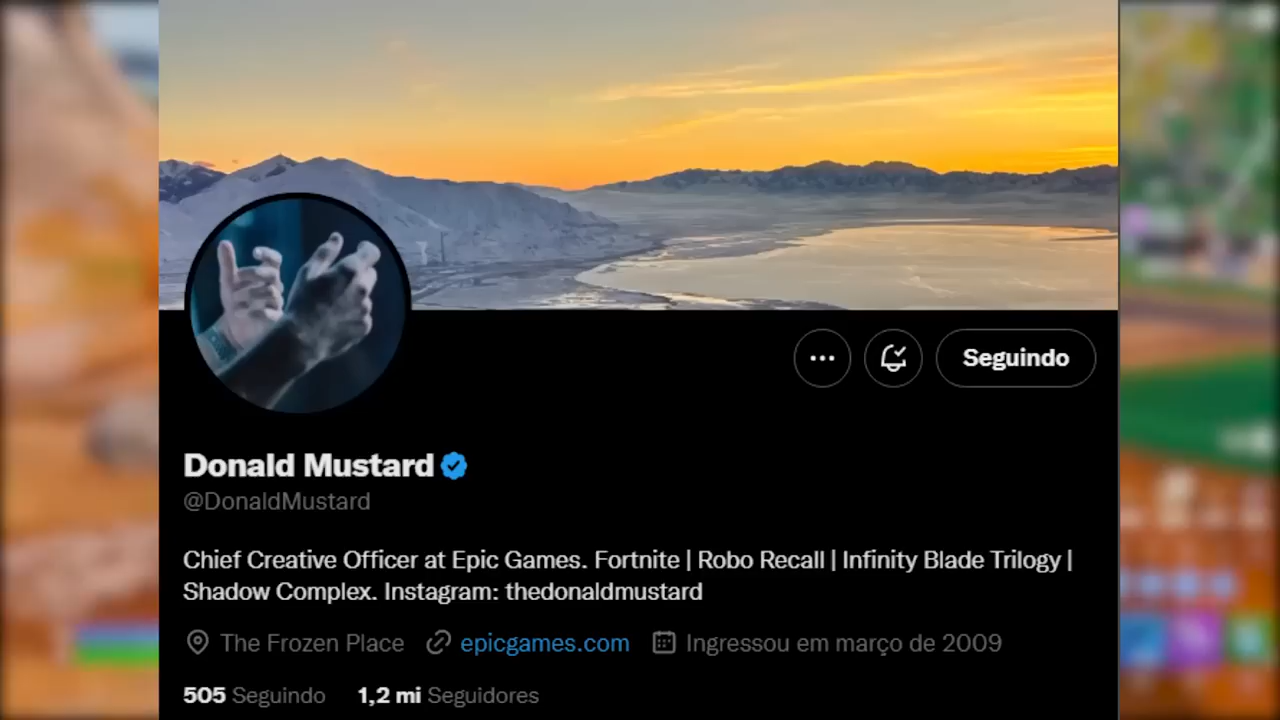 Seguindo
Donald Mustard
@DonaldMustard
Chief Creative Officer at Epic Games. Fortnite | Robo Recall | Infinity Blade Trilogy |
Shadow Complex. Instagram: thedonaldmustard
The Frozen Place epicgames.com Ingressou em março de 2009
505 Seguindo 1,2 mi Seguidores